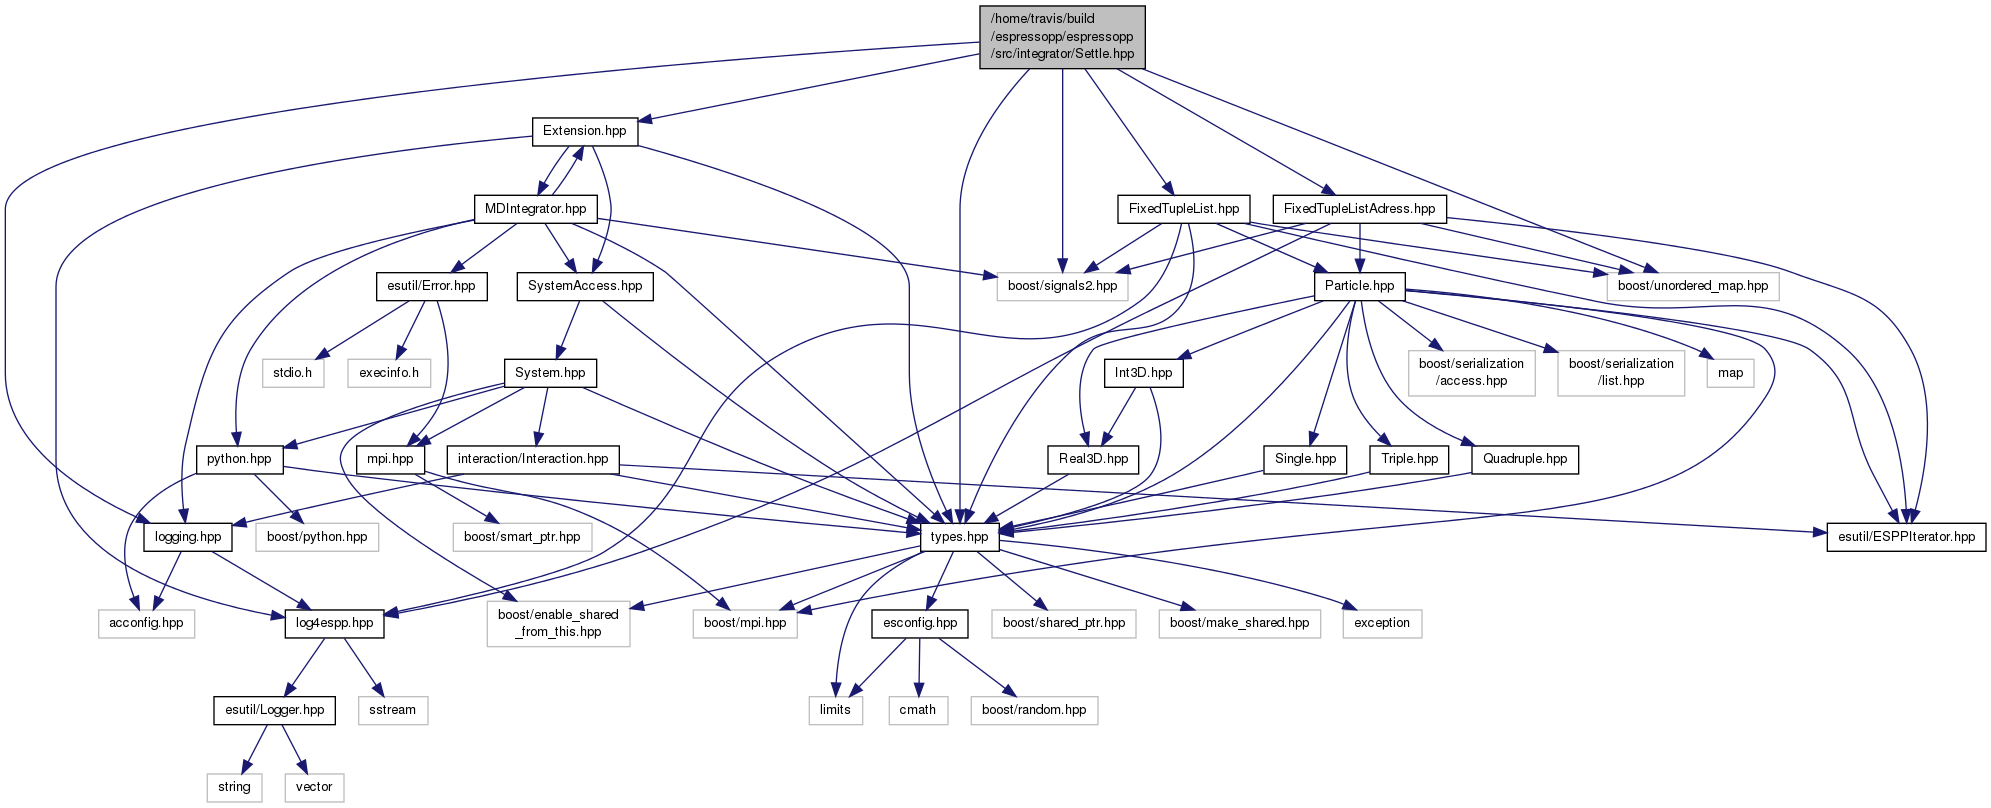 /home/travis/build
/espressopp/espressopp
/src/integrator/Settle.hpp
Extension.hpp
MDIntegrator.hpp
FixedTupleList.hpp
FixedTupleListAdress.hpp
esutil/Error.hpp
SystemAccess.hpp
boost/signals2.hpp
Particle.hpp
boost/unordered_map.hpp
stdio.h
execinfo.h
System.hpp
Int3D.hpp
boost/serialization
/access.hpp
boost/serialization
/list.hpp
map
python.hpp
mpi.hpp
interaction/Interaction.hpp
Real3D.hpp
Single.hpp
Triple.hpp
Quadruple.hpp
logging.hpp
boost/python.hpp
boost/smart_ptr.hpp
types.hpp
esutil/ESPPIterator.hpp
acconfig.hpp
log4espp.hpp
boost/enable_shared
_from_this.hpp
boost/mpi.hpp
esconfig.hpp
boost/shared_ptr.hpp
boost/make_shared.hpp
exception
esutil/Logger.hpp
sstream
limits
cmath
boost/random.hpp
string
vector